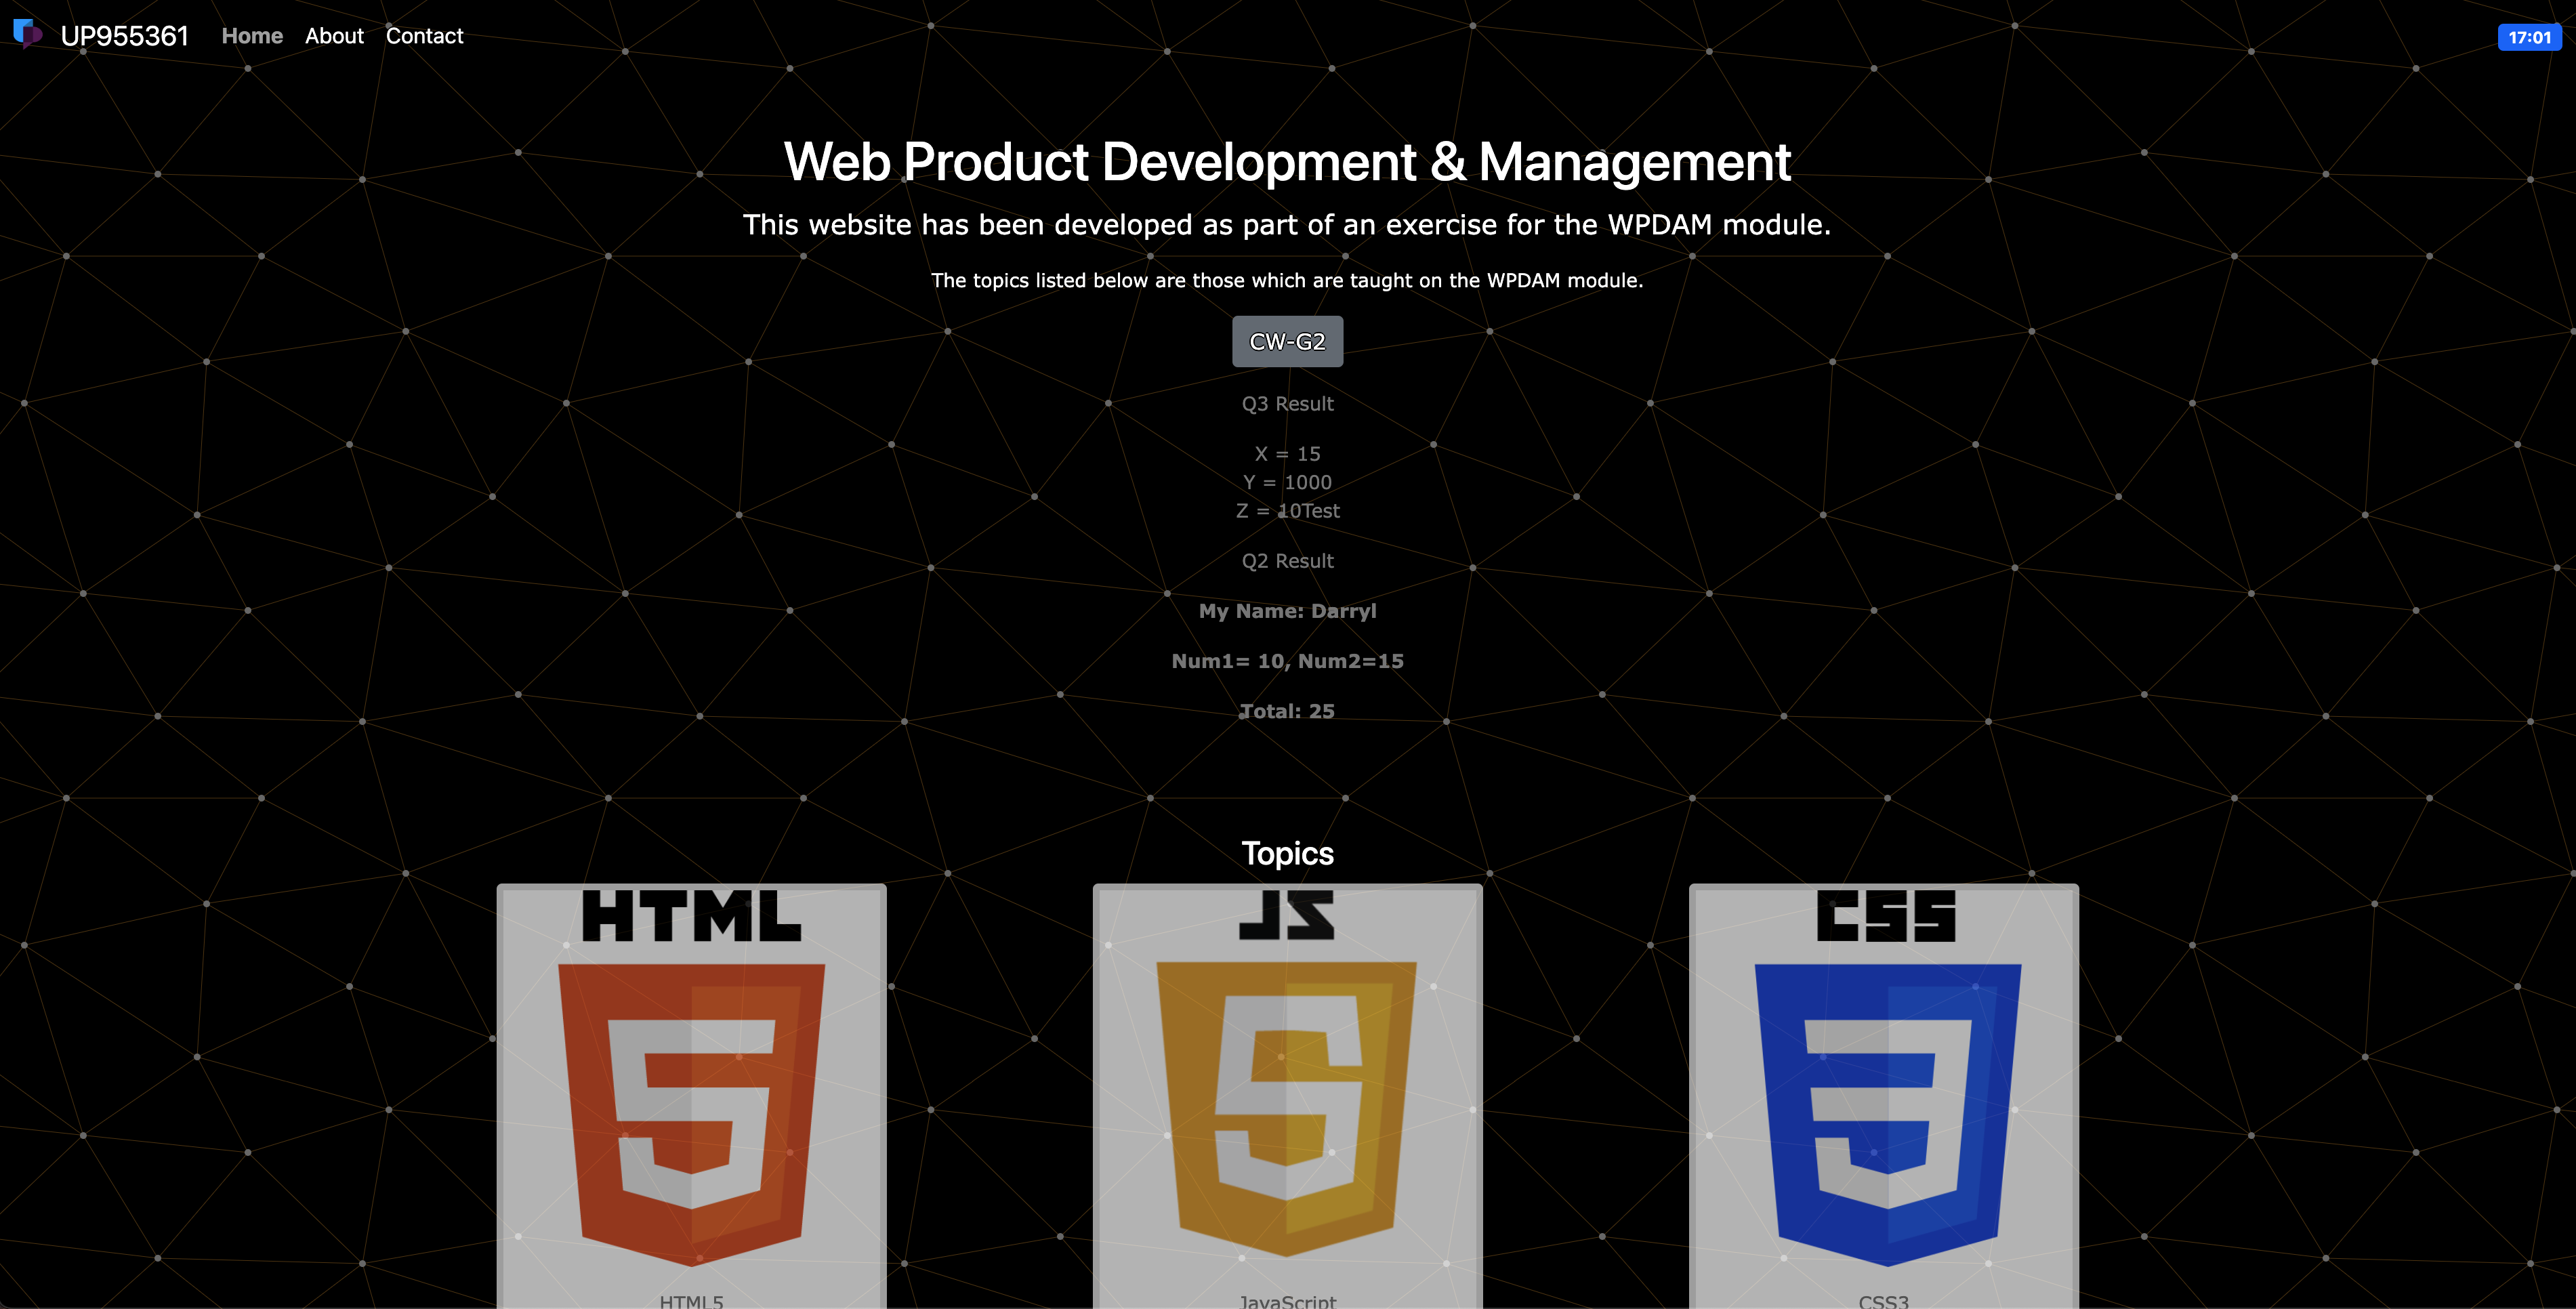 UP955361 Home About Contact 17:01
Web Product Development & Management
This website has been developed as part of an exercise for the WPDAM module.
The topics listed below are those which are taught on the WPDAM module.
CW-G2
Q3 Result
X = 15
Y = 1000
Z = 10Test
Q2 Result
My Name: Darryl
Num1= 10, Num2=15
Total: 25
Topics
HTML JS CSS
5 5 3
HTML5 JavaScript CSS3